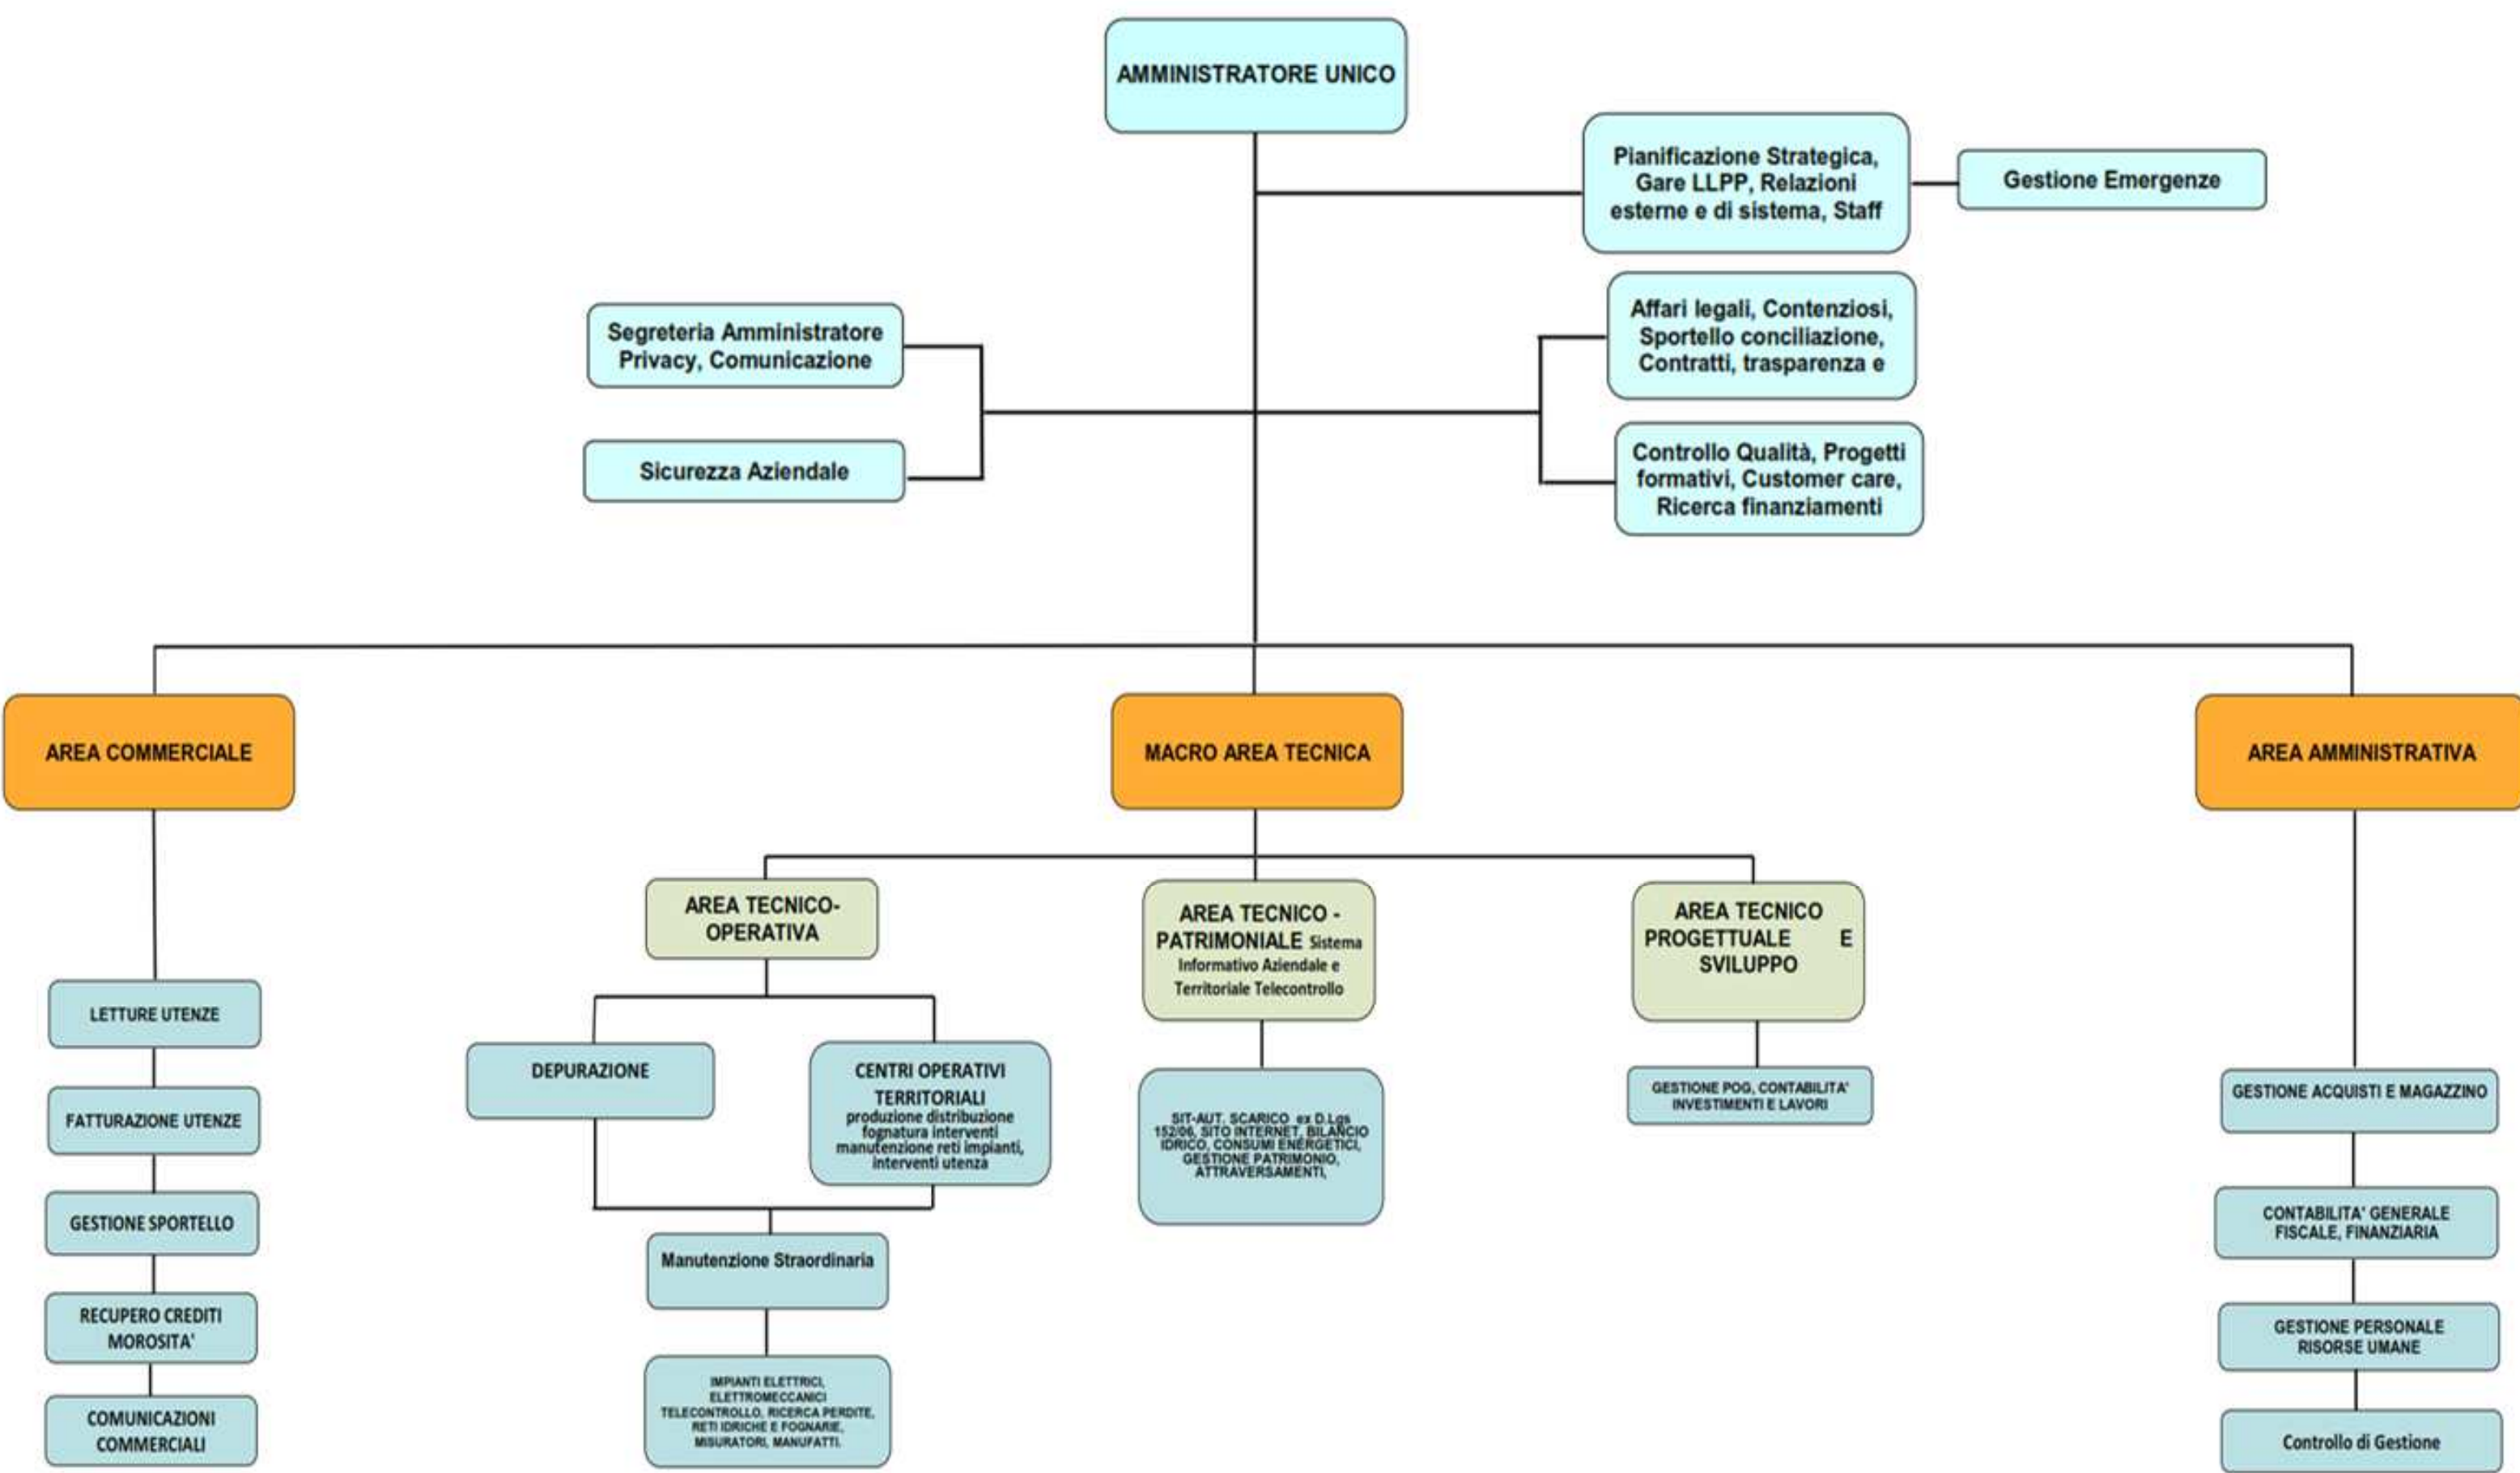 AMMINISTRATORE UNICO
Pianificazione Strategica,
Gare LLPP, Relazioni
esterne e di sistema, Staff
Gestione Emergenze
Segreteria Amministratore
Privacy, Comunicazione
Affari legali, Contenziosi,
Sportello conciliazione,
Contratti, trasparenza e
Sicurezza Aziendale
Controllo Qualità, Progetti
formativi, Customer care,
Ricerca finanziamenti
AREA COMMERCIALE
MACRO AREA TECNICA
AREA AMMINISTRATIVA
AREA TECNICO-
OPERATIVA
AREA TECNICO -
PATRIMONIALE Sistema
Informativo Aziendale e
Territoriale Telecontrollo
AREA TECNICO
PROGETTUALE E
SVILUPPO
LETTURE UTENZE
FATTURAZIONE UTENZE
GESTIONE SPORTELLO
RECUPERO CREDITI
MOROSITA'
COMUNICAZIONI
COMMERCIALI
DEPURAZIONE
CENTRI OPERATIVI
TERRITORIALI
produzione distribuzione
fognatura interventi
manutenzione reti impianti,
interventi utenza
Manutenzione Straordinaria
IMPIANTI ELETTRICI,
ELETTROMECCANICI
TELECONTROLLO, RICERCA PERDITE,
RETI IDRICHE E FOGNARIE,
MISURATORI, MANUFATTI.
SIT-AUT. SCARICO ex D.Lgs
152/06, SITO INTERNET, BILANCIO
IDRICO, CONSUMI ENERGETICI,
GESTIONE PATRIMONIO,
ATTRAVERSAMENTI,
GESTIONE POG, CONTABILITA'
INVESTIMENTI E LAVORI
GESTIONE ACQUISTI E MAGAZZINO
CONTABILITA' GENERALE
FISCALE, FINANZIARIA
GESTIONE PERSONALE
RISORSE UMANE
Controllo di Gestione